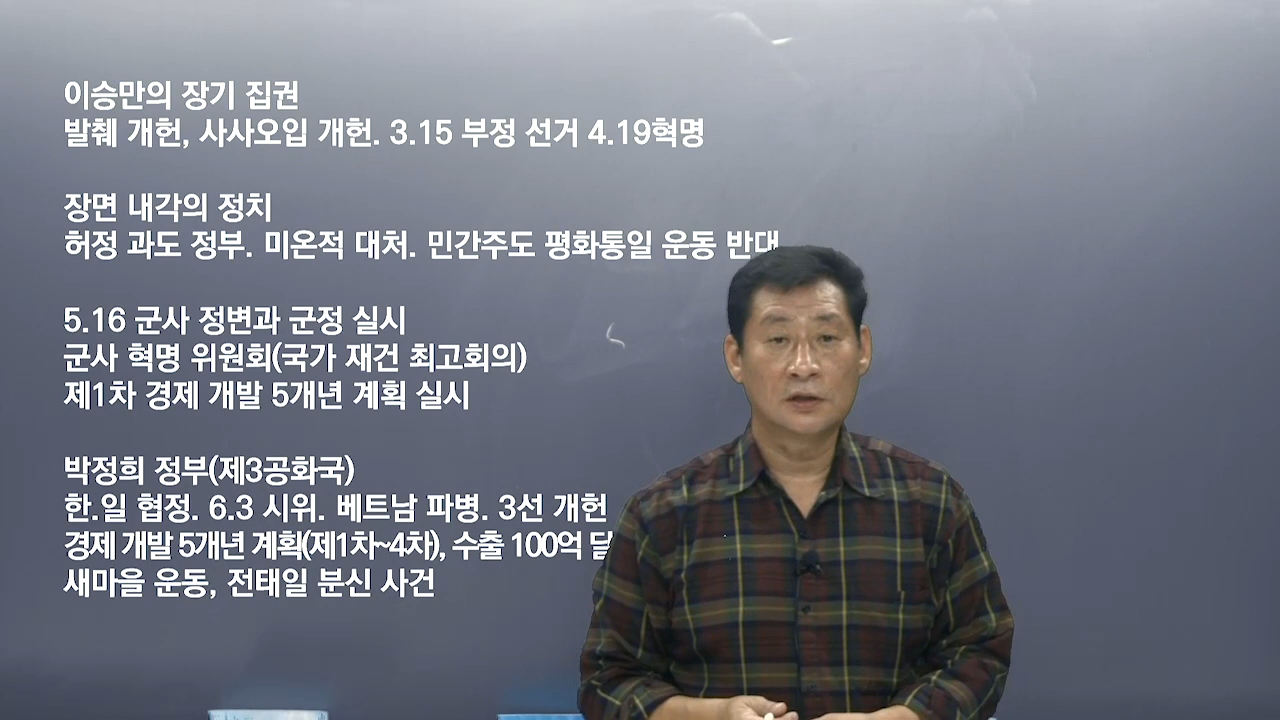 이승만의 장기 집권
발췌 개헌, 사사오입 개헌. 3.15 부정 선거 4.19혁명
장면 내각의 정치
허정 과도 정부. 미온적 대처. 민간주도 평화통일 운동 반대
5.16 군사 정변과 군정 실시
군사 혁명 위원회(국가 재건 최고회의)
제1차 경제 개발 5개년 계획 실시
박정희 정부(제3공화국)
한.일 협정. 6.3 시위. 베트남 파병. 3선 개헌
경제 개발 5개년 계획(제1차~4차), 수출 100억
새마을 운동, 전태일 분신 사건